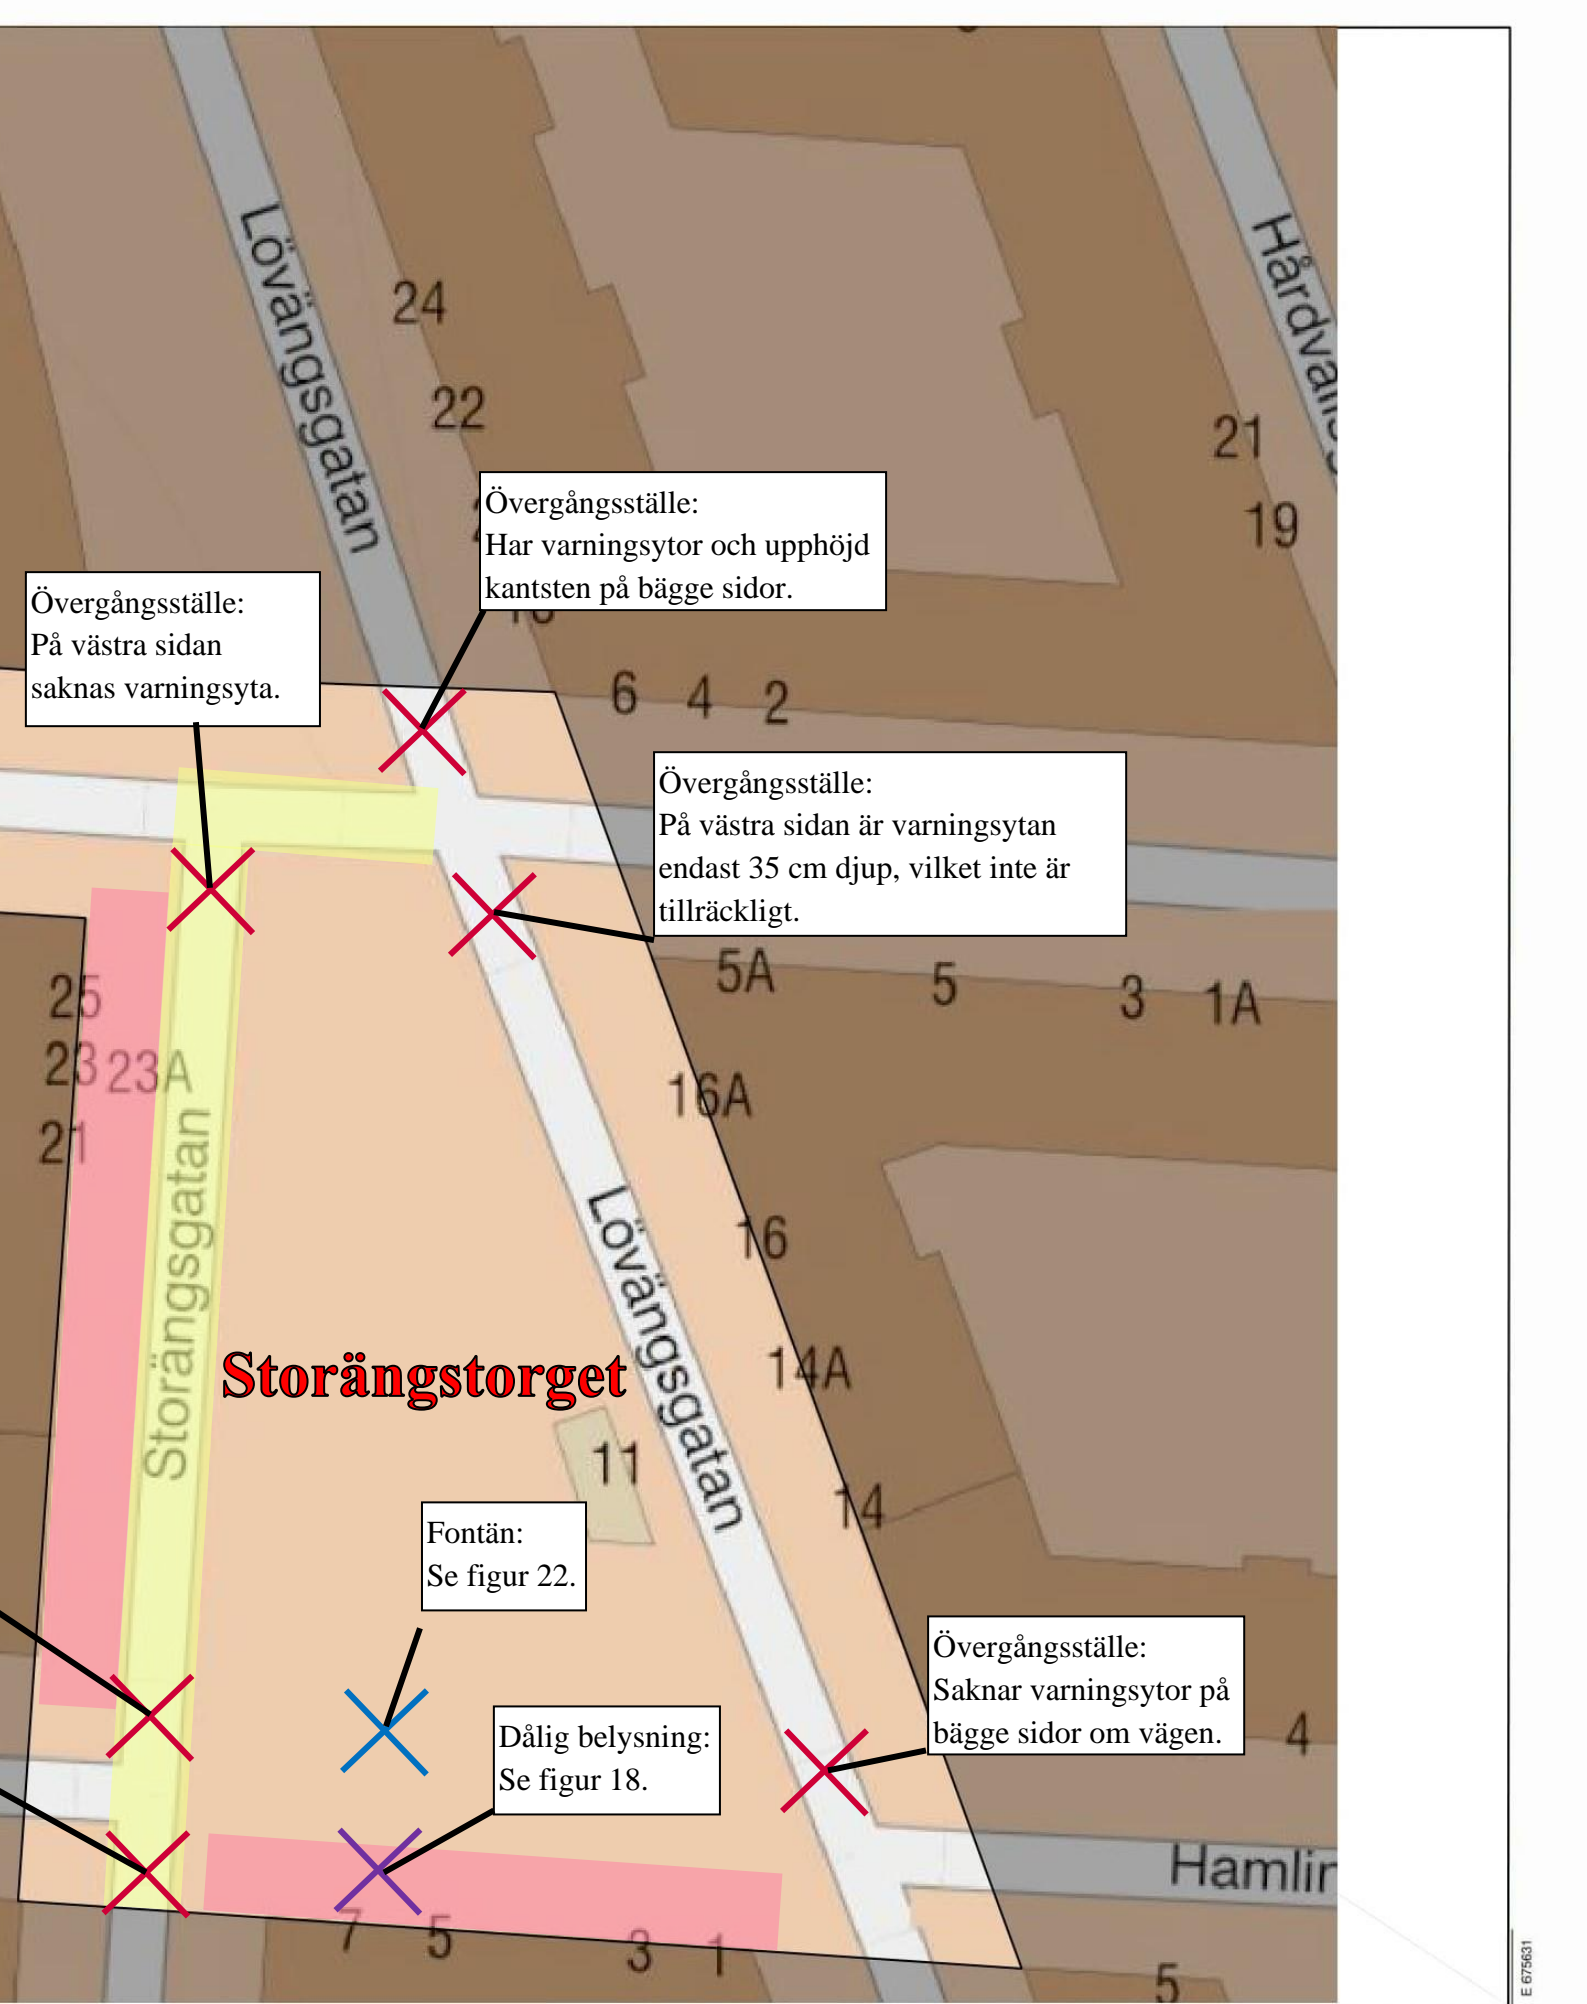 Lövängsgatan
24
22
21
19
Övergångsställe:
Har varningsytor och upphöjd
kantsten på bägge sidor.
Övergångsställe:
På västra sidan
saknas varningsyta.
6 4 2
Övergångsställe:
På västra sidan är varningsytan
endast 35 cm djup, vilket inte är
tillräckligt.
5A 5 3 1A
25
23 23A
21
16A
Storängsgatan
Lövängsgatan
16
Storängstorget
14A
11
14
Fontän:
Se figur 22.
Övergångsställe:
Saknar varningsytor på
bägge sidor om vägen.
4
Dålig belysning:
Se figur 18.
Hamlin
7 5 3 1
5
E 675631